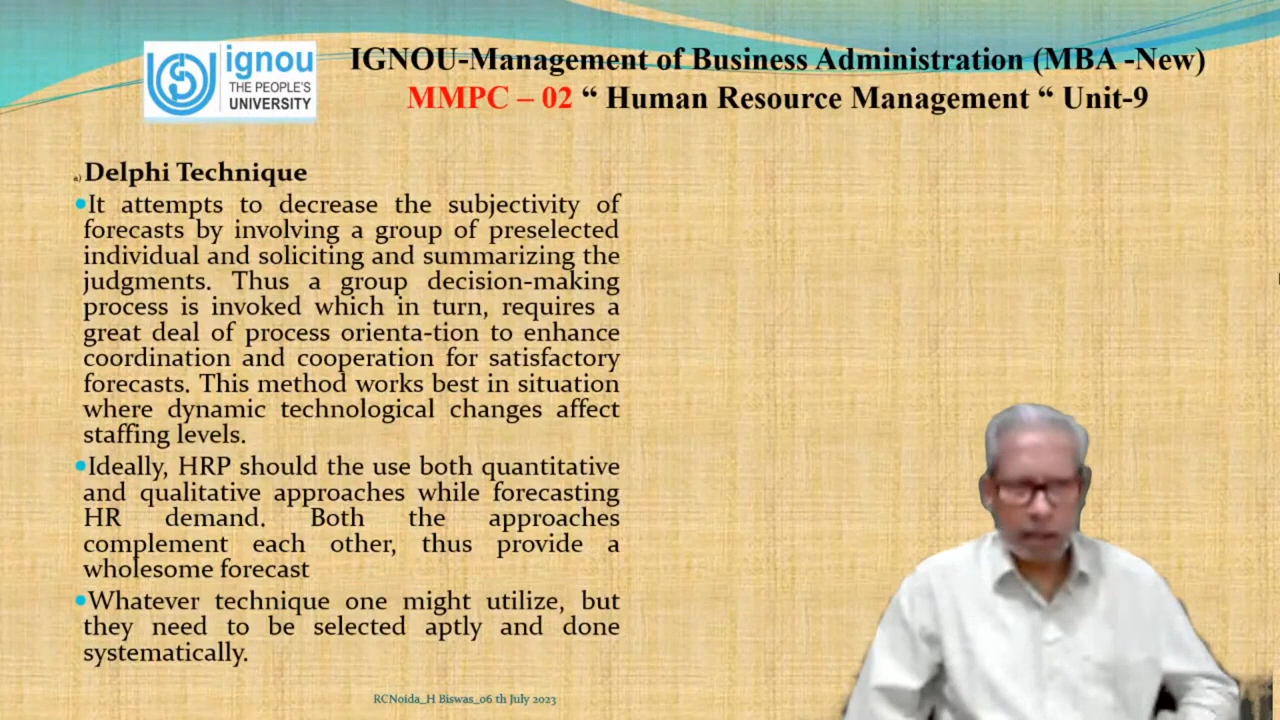 ignou
THE PEOPLE'S
UNIVERSITY
IGNOU-Management of Business Administration (MBA -New)
MMPC – 02 “ Human Resource Management “ Unit-9
a) Delphi Technique
•It attempts to decrease the subjectivity of
forecasts by involving a group of preselected
individual and soliciting and summarizing the
judgments. Thus a group decision-making
process is invoked which in turn, requires a
great deal of process orienta-tion to enhance
coordination and cooperation for satisfactory
forecasts. This method works best in situation
where dynamic technological changes affect
staffing levels.
•Ideally, HRP should the use both quantitative
and qualitative approaches while forecasting
HR demand. Both the approaches
complement each other, thus provide a
wholesome forecast
•Whatever technique one might utilize, but
they need to be selected aptly and done
systematically.
RCNoida_H Biswas_06 th July 2023